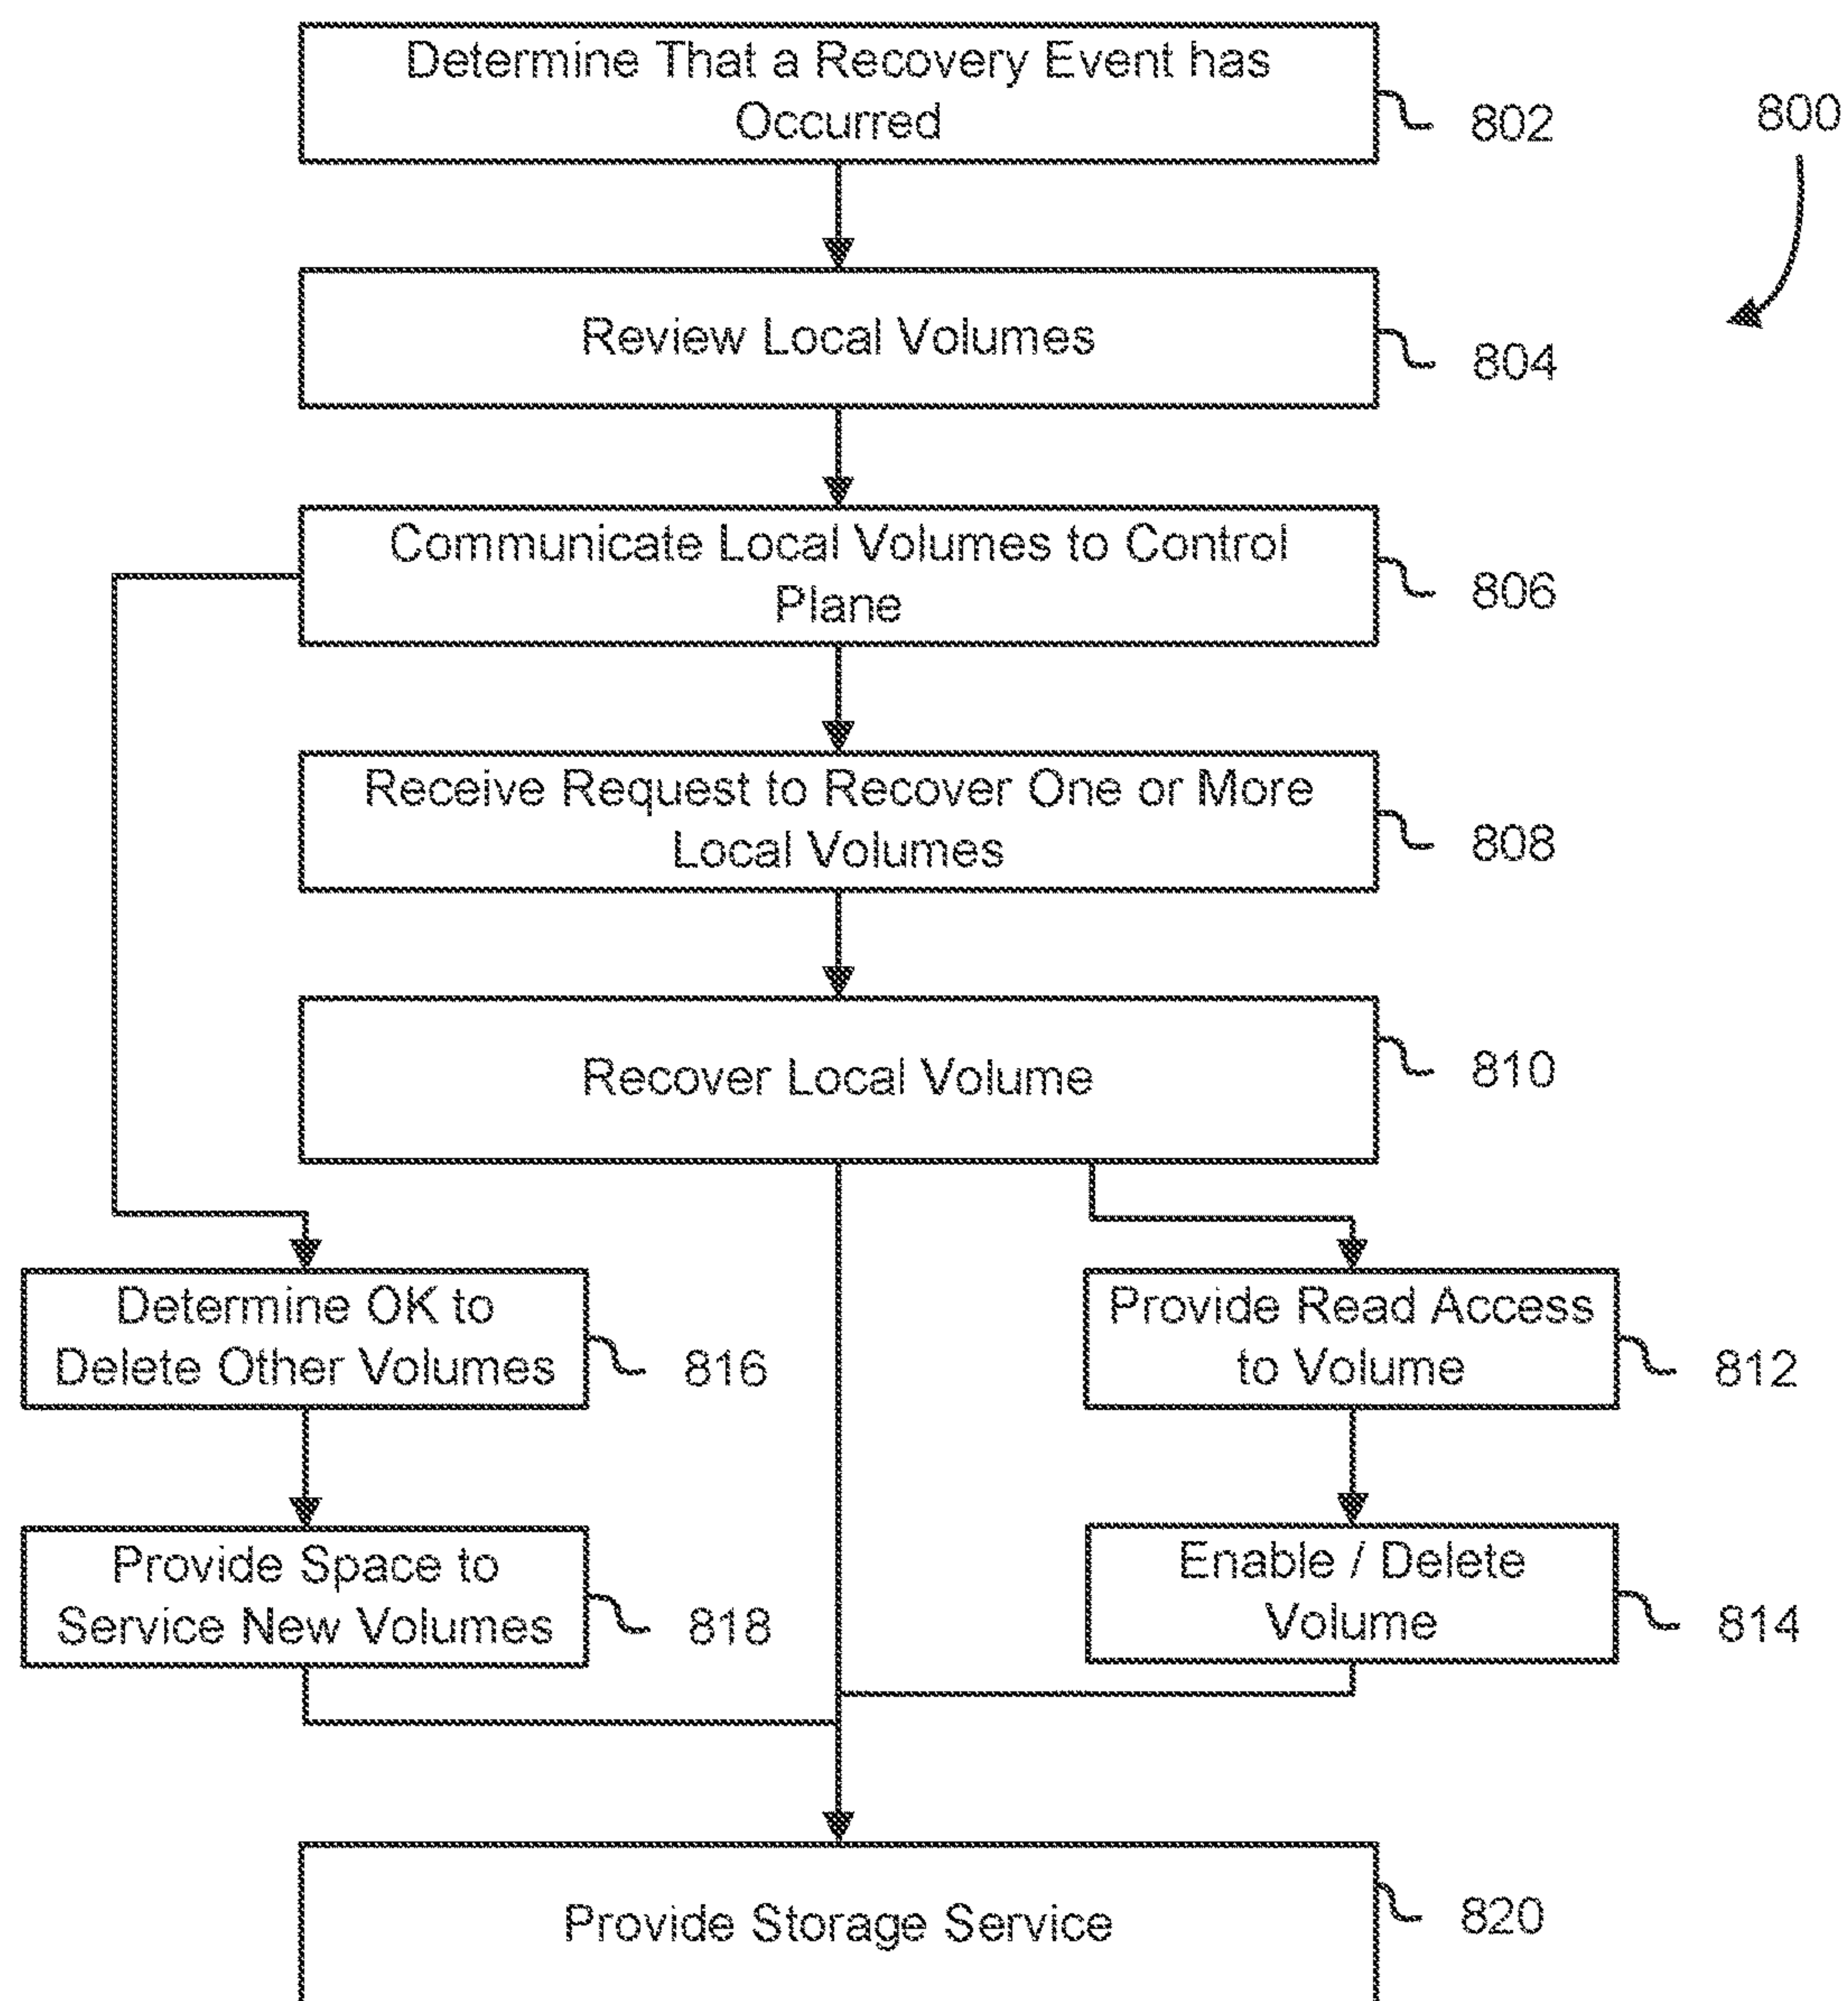 Determine That a Recovery Event has
Occurred
802
800
Review Local Volumes
804
Communicate Local Volumes to Control
Plane
806
Receive Request to Recover One or More
Local Volumes
808
Recover Local Volume
810
Determine OK to
Delete Other Volumes
816
Provide Read Access
to Volume
812
Provide Space to
Service New Volumes
818
Enable / Delete
Volume
814
Provide Storage Service
820